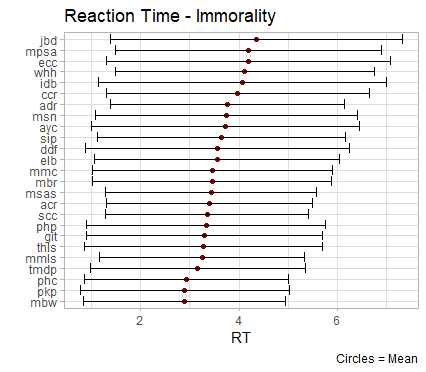 Reaction Time - Immorality
jbd
mpsa
ecc
whh
idb
ccr
adr
msn
ayc
sip
ddf
elb
mmc
mbr
msas
acr
scc
php
git
thls
mmls
tmdp
phc
pkp
mbw
2 4 6
RT
Circles = Mean